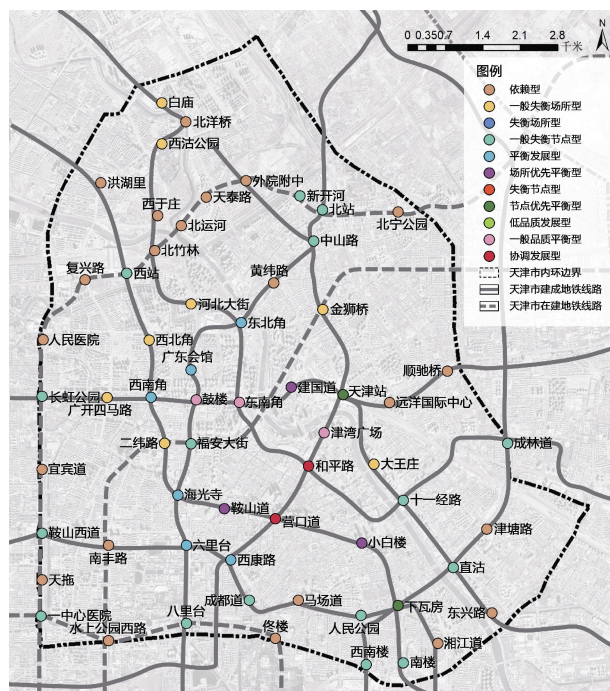 0 0.35 0.7 1.4 2.1 2.8
千米
N
图例
依赖型
一般失衡场所型
失衡场所型
一般失衡节点型
平衡发展型
场所优先平衡型
失衡节点型
节点优先平衡型
低品质发展型
一般品质平衡型
协调发展型
天津市内环边界
天津市建成地铁线路
天津市在建地铁线路
白庙
北洋桥
西沽公园
洪湖里
外院附中
天泰路
新开河
西于庄
北站
北宁公园
北运河
中山路
北竹林
复兴路
西站
黄纬路
河北大街
金狮桥
东北角
人民医院
西北角
广东会馆
顺驰桥
建国道
天津站
长虹公园
西南角
广开四马路
鼓楼
东南角
远洋国际中心
津湾广场
二纬路
福安大街
成林道
和平路
大王庄
宜宾道
海光寺
十一经路
鞍山道
营口道
鞍山西道
津塘路
南丰路
六里台
小白楼
西康路
直沽
天拖
成都道
马场道
下瓦房
中心医院
八里台
人民公园
东兴路
水上公园西路
佟楼
湘江道
西南楼
南楼